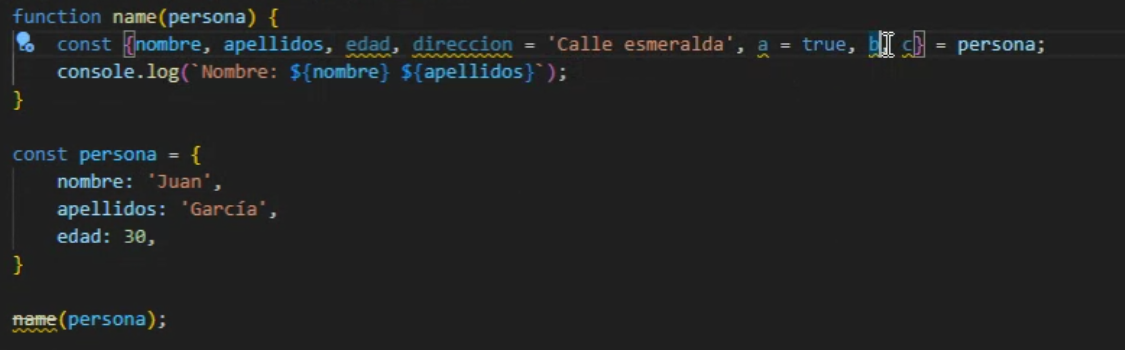 function name(persona) {
const {nombre, apellidos, edad, direccion = 'Calle esmeralda', a = true, b, c} = persona;
console.log(`Nombre: ${nombre} ${apellidos}`);
}
const persona = {
nombre: 'Juan',
apellidos: 'García',
edad: 30,
}
name(persona);